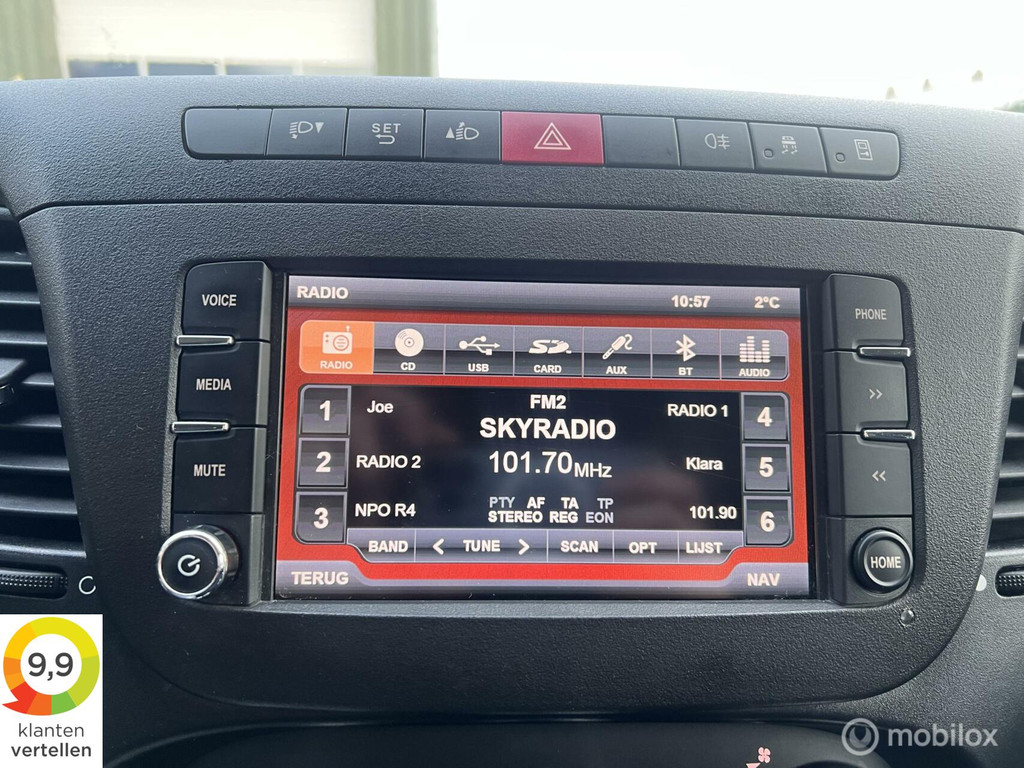 SET
VOICE
MEDIA
MUTE
PHONE
>>
<<
HOME
RADIO 10:57 2°C
RADIO CD USB CARD AUX BT AUDIO
FM2
1 Joe SKYRADIO RADIO 1 4
2 RADIO 2 101.70MHz Klara 5
PTY AF TA TP
3 NPO R4 STEREO REG EON 101.90 6
BAND < TUNE > SCAN OPT LIJST
TERUG NAV
9,9
klanten
vertellen
mobilox